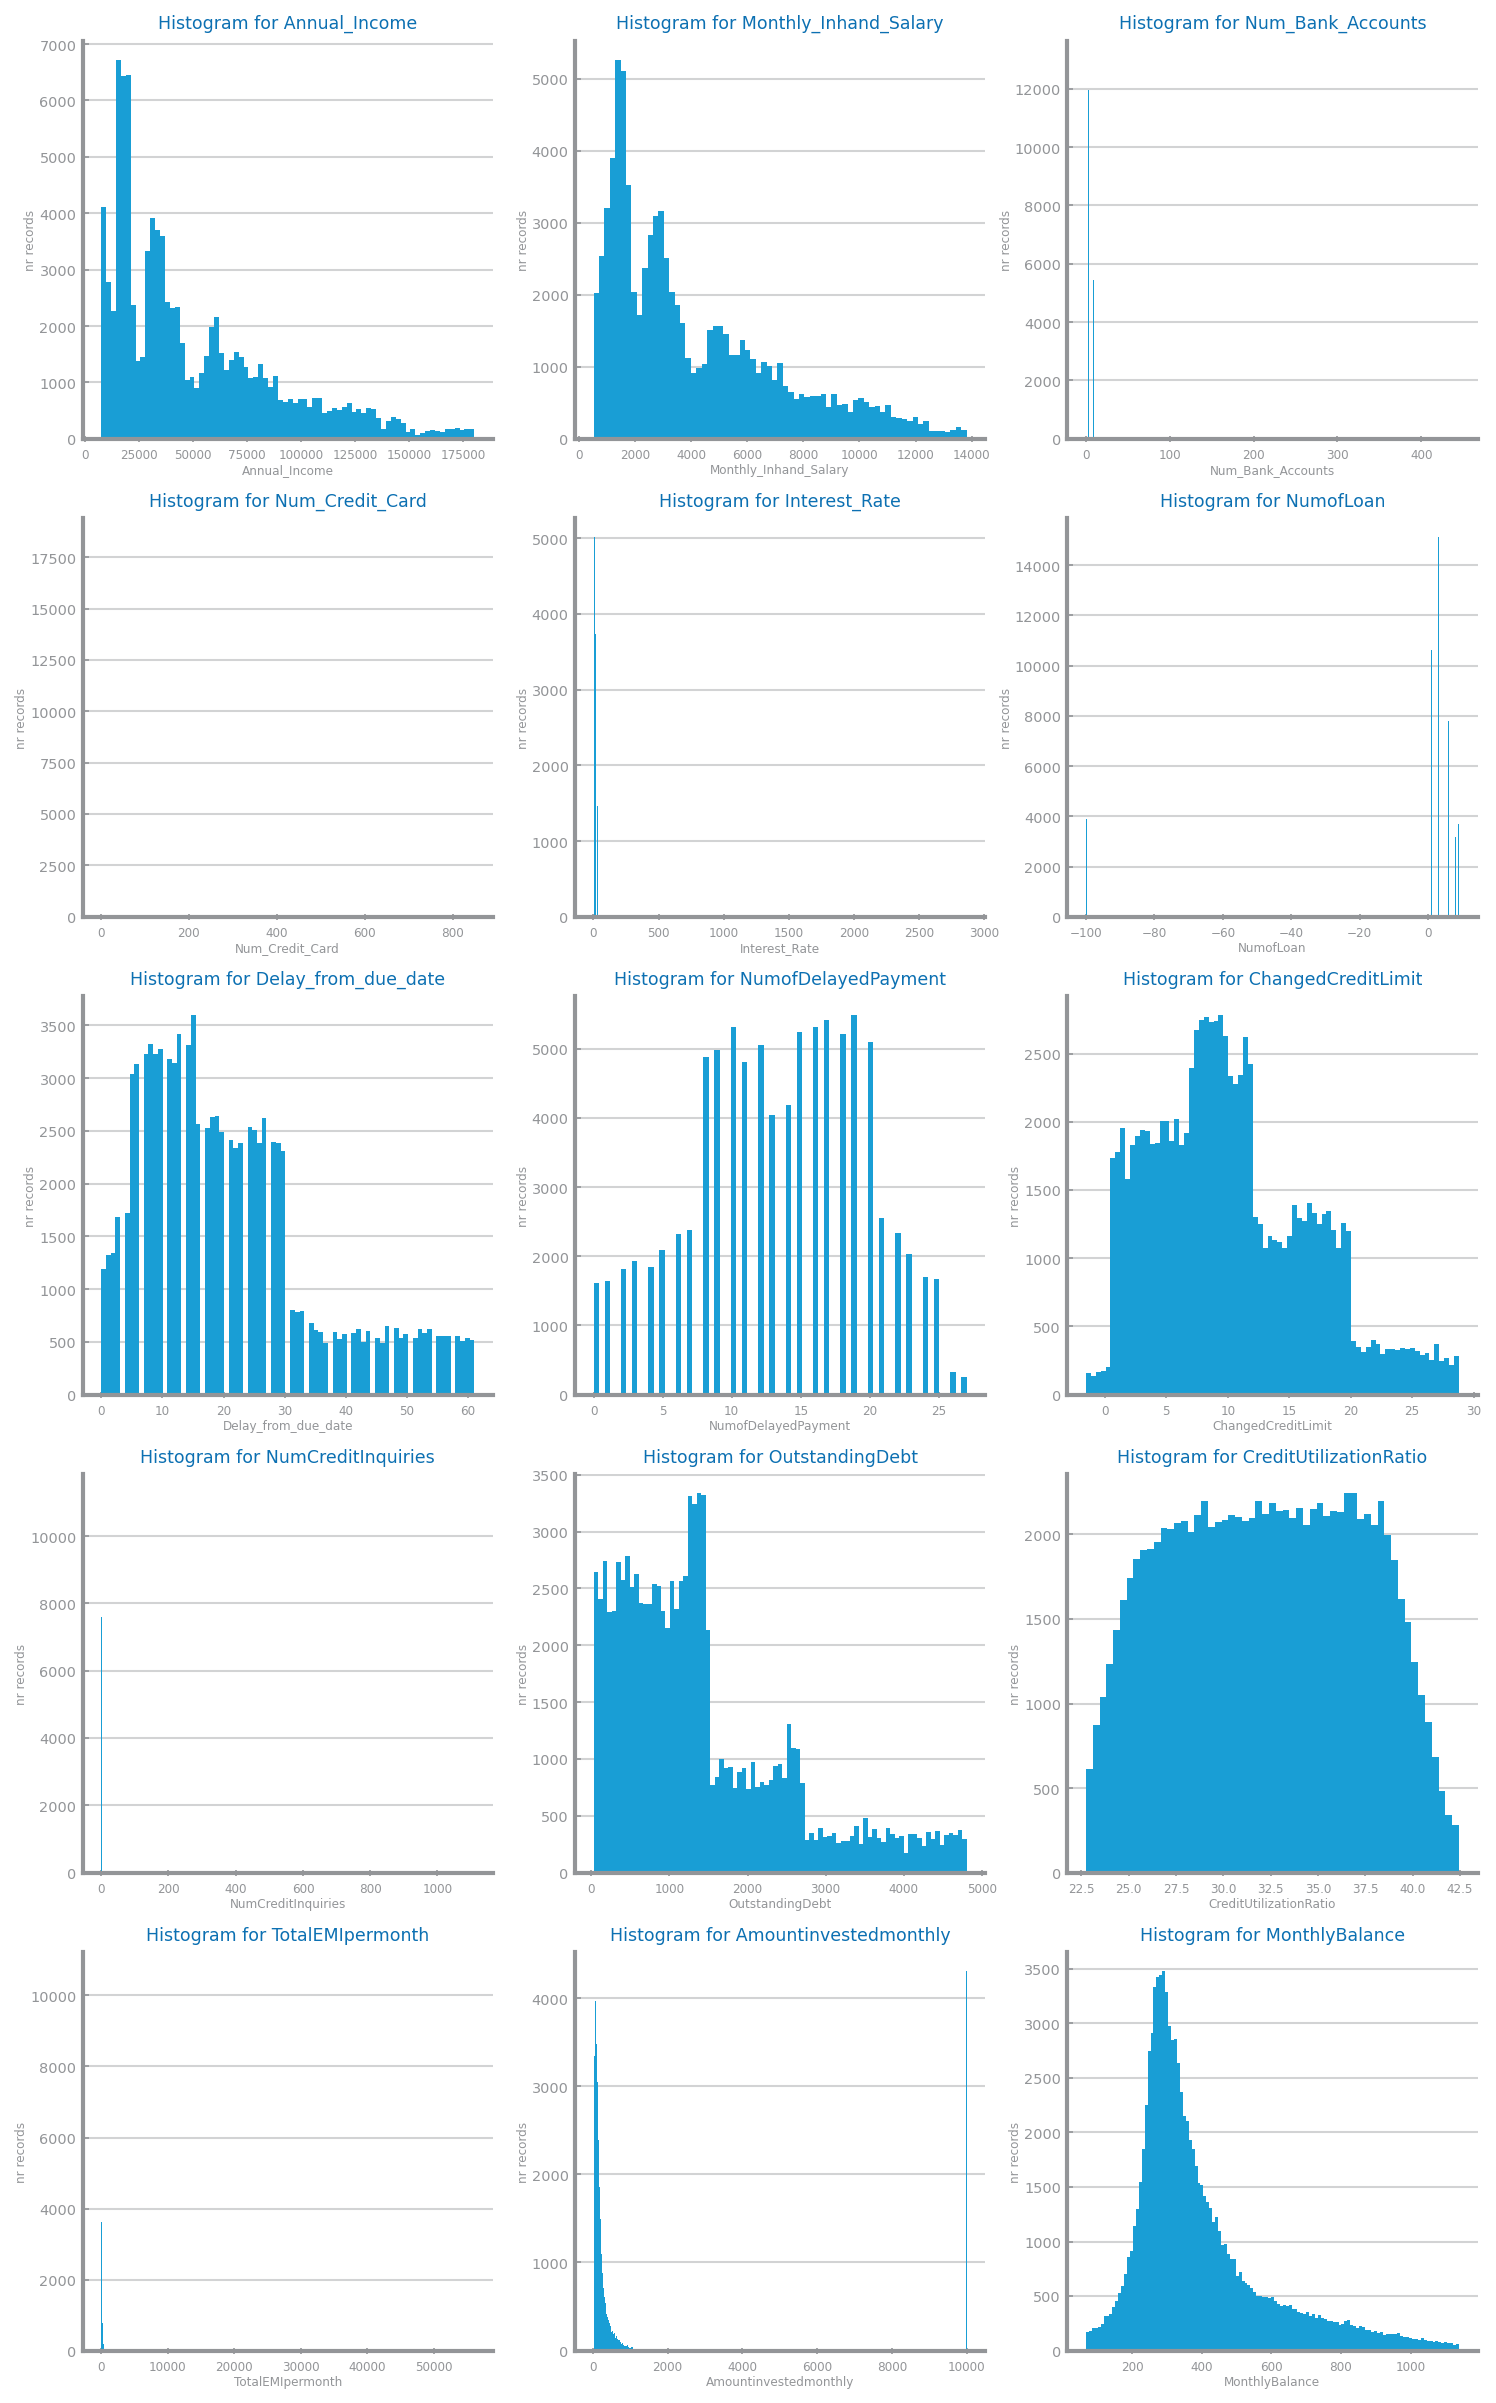 Histogram for Annual_Income
7000
6000
5000
4000
3000
2000
1000
0
nr records
0 25000 50000 75000 100000 125000 150000 175000
Annual_Income
Histogram for Monthly_Inhand_Salary
5000
4000
3000
2000
1000
0
nr records
0 2000 4000 6000 8000 10000 12000 14000
Monthly_Inhand_Salary
Histogram for Num_Bank_Accounts
12000
10000
8000
6000
4000
2000
0
nr records
0 100 200 300 400
Num_Bank_Accounts
Histogram for Num_Credit_Card
17500
15000
12500
10000
7500
5000
2500
0
nr records
0 200 400 600 800
Num_Credit_Card
Histogram for Interest_Rate
5000
4000
3000
2000
1000
0
nr records
0 500 1000 1500 2000 2500 3000
Interest_Rate
Histogram for NumofLoan
14000
12000
10000
8000
6000
4000
2000
0
nr records
−100 −80 −60 −40 −20 0
NumofLoan
Histogram for Delay_from_due_date
3500
3000
2500
2000
1500
1000
500
0
nr records
0 10 20 30 40 50 60
Delay_from_due_date
Histogram for NumofDelayedPayment
5000
4000
3000
2000
1000
0
nr records
0 5 10 15 20 25
NumofDelayedPayment
Histogram for ChangedCreditLimit
2500
2000
1500
1000
500
0
nr records
0 5 10 15 20 25 30
ChangedCreditLimit
Histogram for NumCreditInquiries
10000
8000
6000
4000
2000
0
nr records
0 200 400 600 800 1000
NumCreditInquiries
Histogram for OutstandingDebt
3500
3000
2500
2000
1500
1000
500
0
nr records
0 1000 2000 3000 4000 5000
OutstandingDebt
Histogram for CreditUtilizationRatio
2000
1500
1000
500
0
nr records
22.5 25.0 27.5 30.0 32.5 35.0 37.5 40.0 42.5
CreditUtilizationRatio
Histogram for TotalEMIpermonth
10000
8000
6000
4000
2000
0
nr records
0 10000 20000 30000 40000 50000
TotalEMIpermonth
Histogram for Amountinvestedmonthly
4000
3000
2000
1000
0
nr records
0 2000 4000 6000 8000 10000
Amountinvestedmonthly
Histogram for MonthlyBalance
3500
3000
2500
2000
1500
1000
500
0
nr records
200 400 600 800 1000
MonthlyBalance